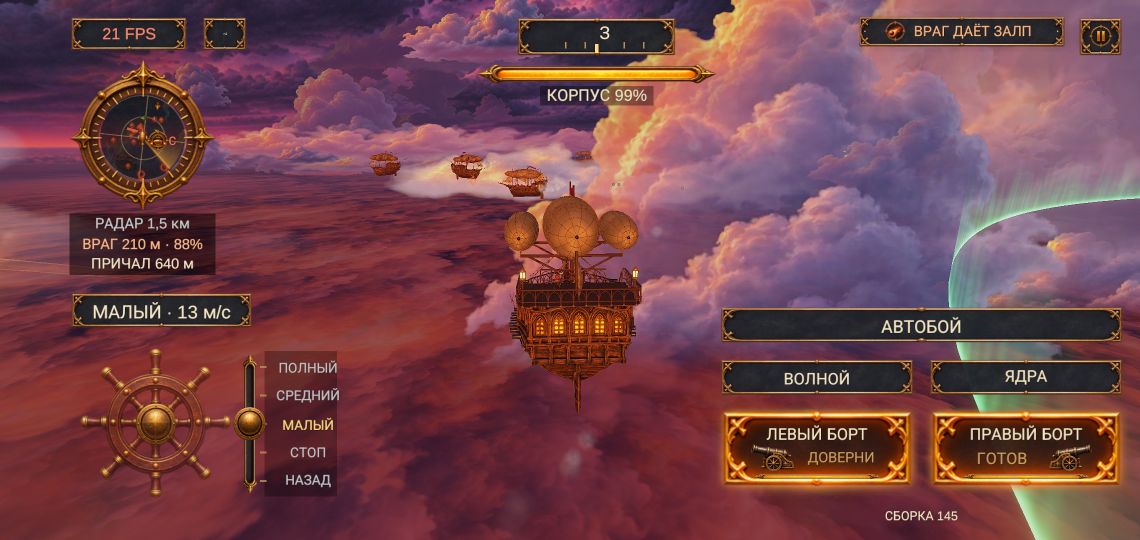 21 FPS
3
ВРАГ ДАЁТ ЗАЛП
КОРПУС 99%
С
РАДАР 1,5 км
ВРАГ 210 м · 88%
ПРИЧАЛ 640 м
МАЛЫЙ · 13 м/с
ПОЛНЫЙ
СРЕДНИЙ
МАЛЫЙ
СТОП
НАЗАД
АВТОБОЙ
ВОЛНОЙ
ЯДРА
ЛЕВЫЙ БОРТ
ДОВЕРНИ
ПРАВЫЙ БОРТ
ГОТОВ
СБОРКА 145